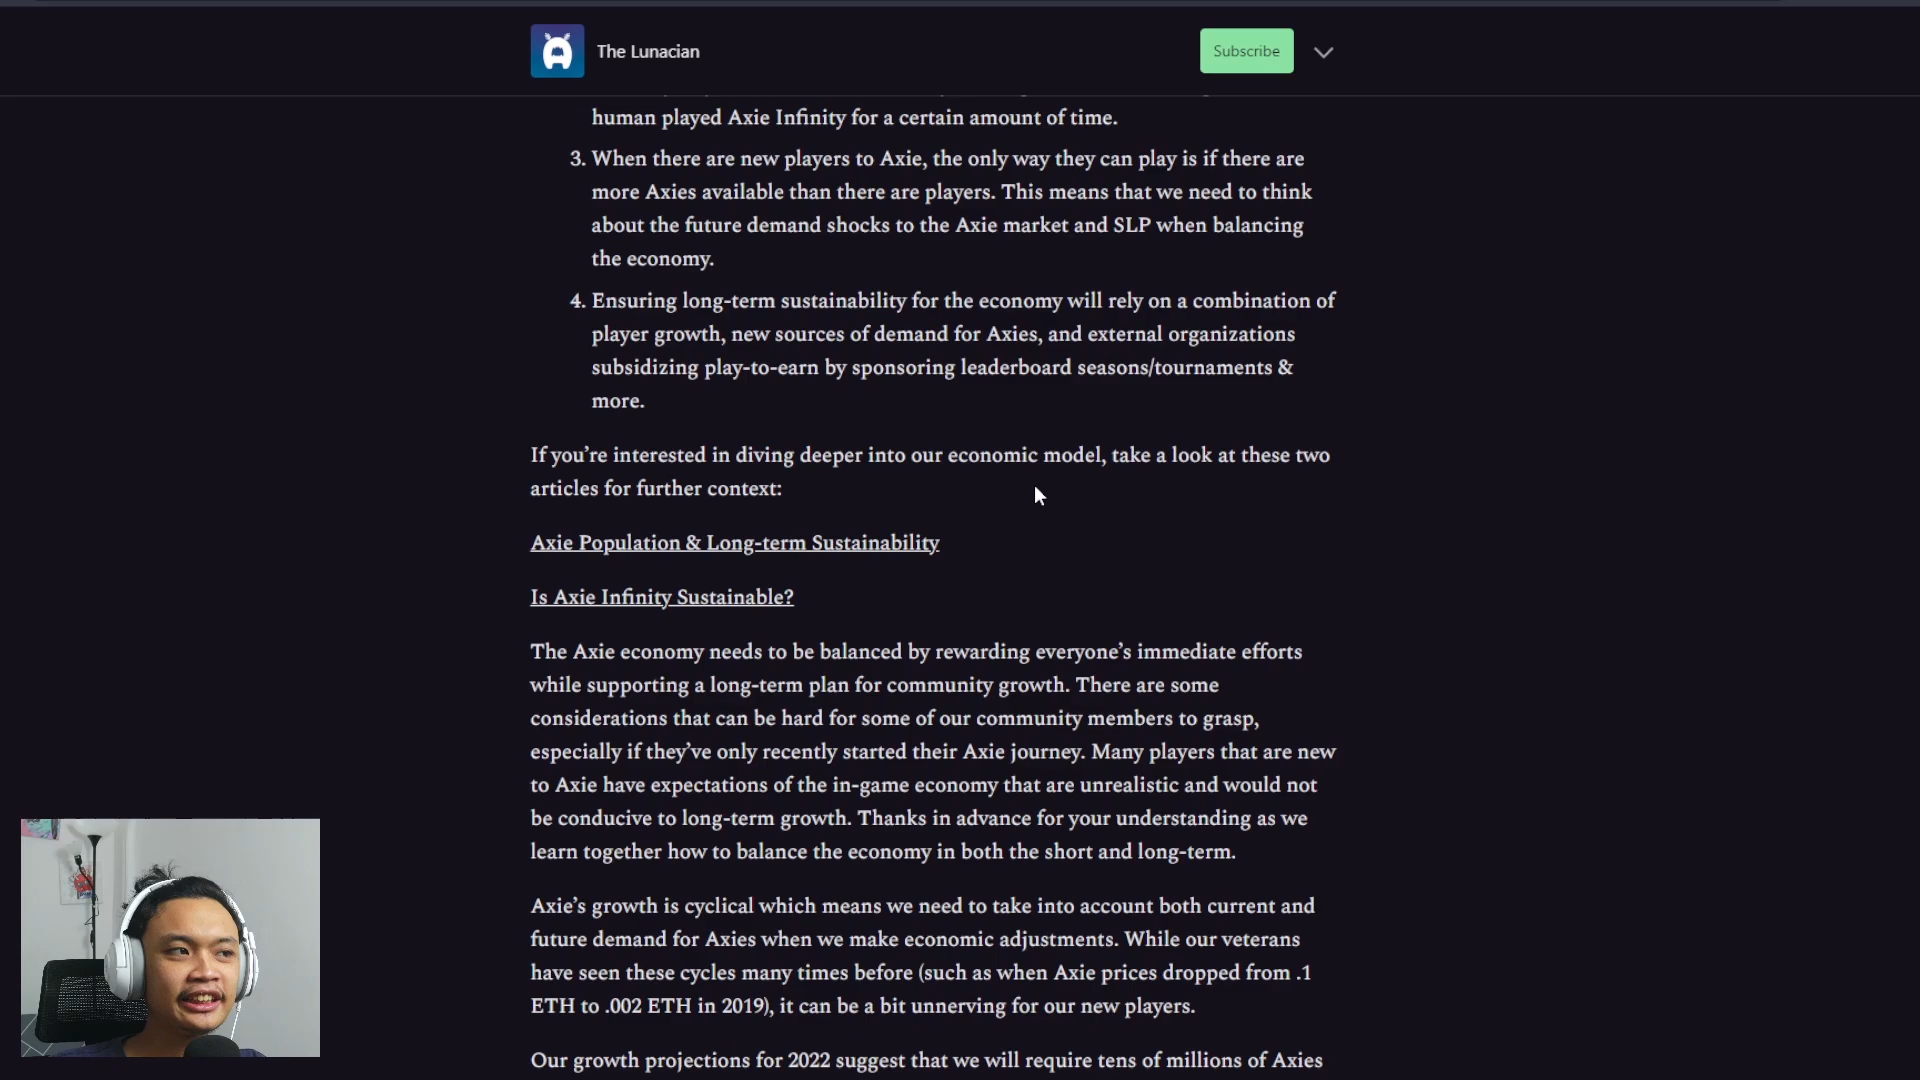 The Lunacian
Subscribe
human played Axie Infinity for a certain amount of time.
3. When there are new players to Axie, the only way they can play is if there are
more Axies available than there are players. This means that we need to think
about the future demand shocks to the Axie market and SLP when balancing
the economy.
4. Ensuring long-term sustainability for the economy will rely on a combination of
player growth, new sources of demand for Axies, and external organizations
subsidizing play-to-earn by sponsoring leaderboard seasons/tournaments &
more.
If you’re interested in diving deeper into our economic model, take a look at these two
articles for further context:
Axie Population & Long-term Sustainability
Is Axie Infinity Sustainable?
The Axie economy needs to be balanced by rewarding everyone’s immediate efforts
while supporting a long-term plan for community growth. There are some
considerations that can be hard for some of our community members to grasp,
especially if they’ve only recently started their Axie journey. Many players that are new
to Axie have expectations of the in-game economy that are unrealistic and would not
be conducive to long-term growth. Thanks in advance for your understanding as we
learn together how to balance the economy in both the short and long-term.
Axie’s growth is cyclical which means we need to take into account both current and
future demand for Axies when we make economic adjustments. While our veterans
have seen these cycles many times before (such as when Axie prices dropped from .1
ETH to .002 ETH in 2019), it can be a bit unnerving for our new players.
Our growth projections for 2022 suggest that we will require tens of millions of Axies